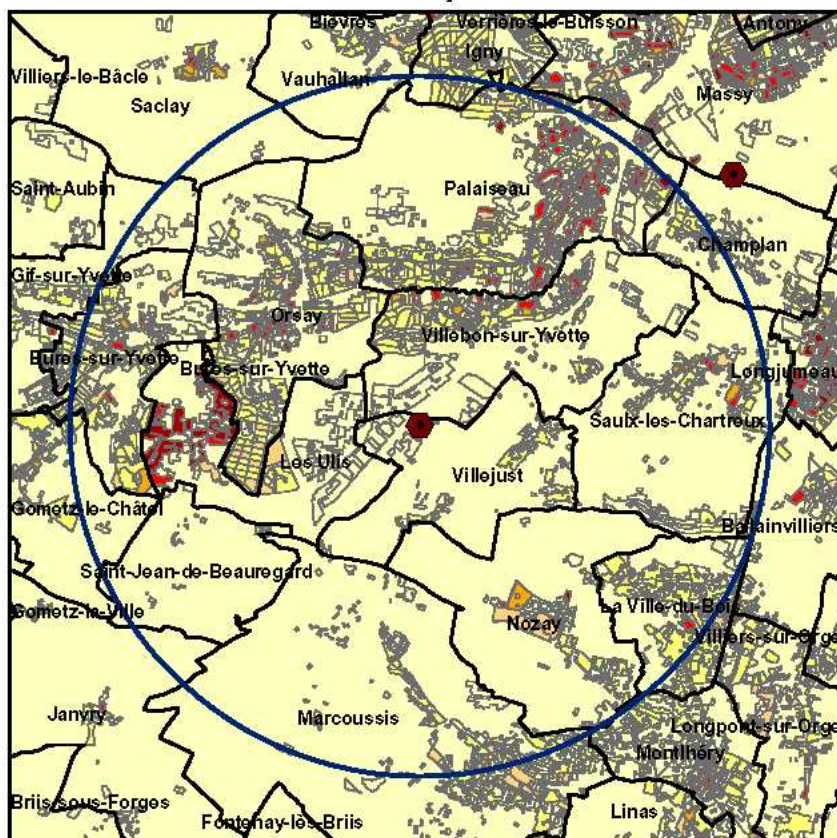 Bièvres
Verrières-le-Buisson
Antony
Igny
Villiers-le-Bâcle
Vauhallan
Massy
Saclay
Saint-Aubin
Palaiseau
Champlan
Gif-sur-Yvette
Orsay
Villebon-sur-Yvette
Bures-sur-Yvette
Bures-sur-Yvette
Longjumeau
Saulx-les-Chartreux
Les Ulis
Villejust
Gometz-le-Châtel
Ballainvilliers
Saint-Jean-de-Beauregard
Gometz-la-Ville
La Ville-du-Bois
Nozay
Villiers-sur-Orge
Janvry
Marcoussis
Longpont-sur-Orge
Montlhéry
Briis-sous-Forges
Fontenay-lès-Briis
Linas